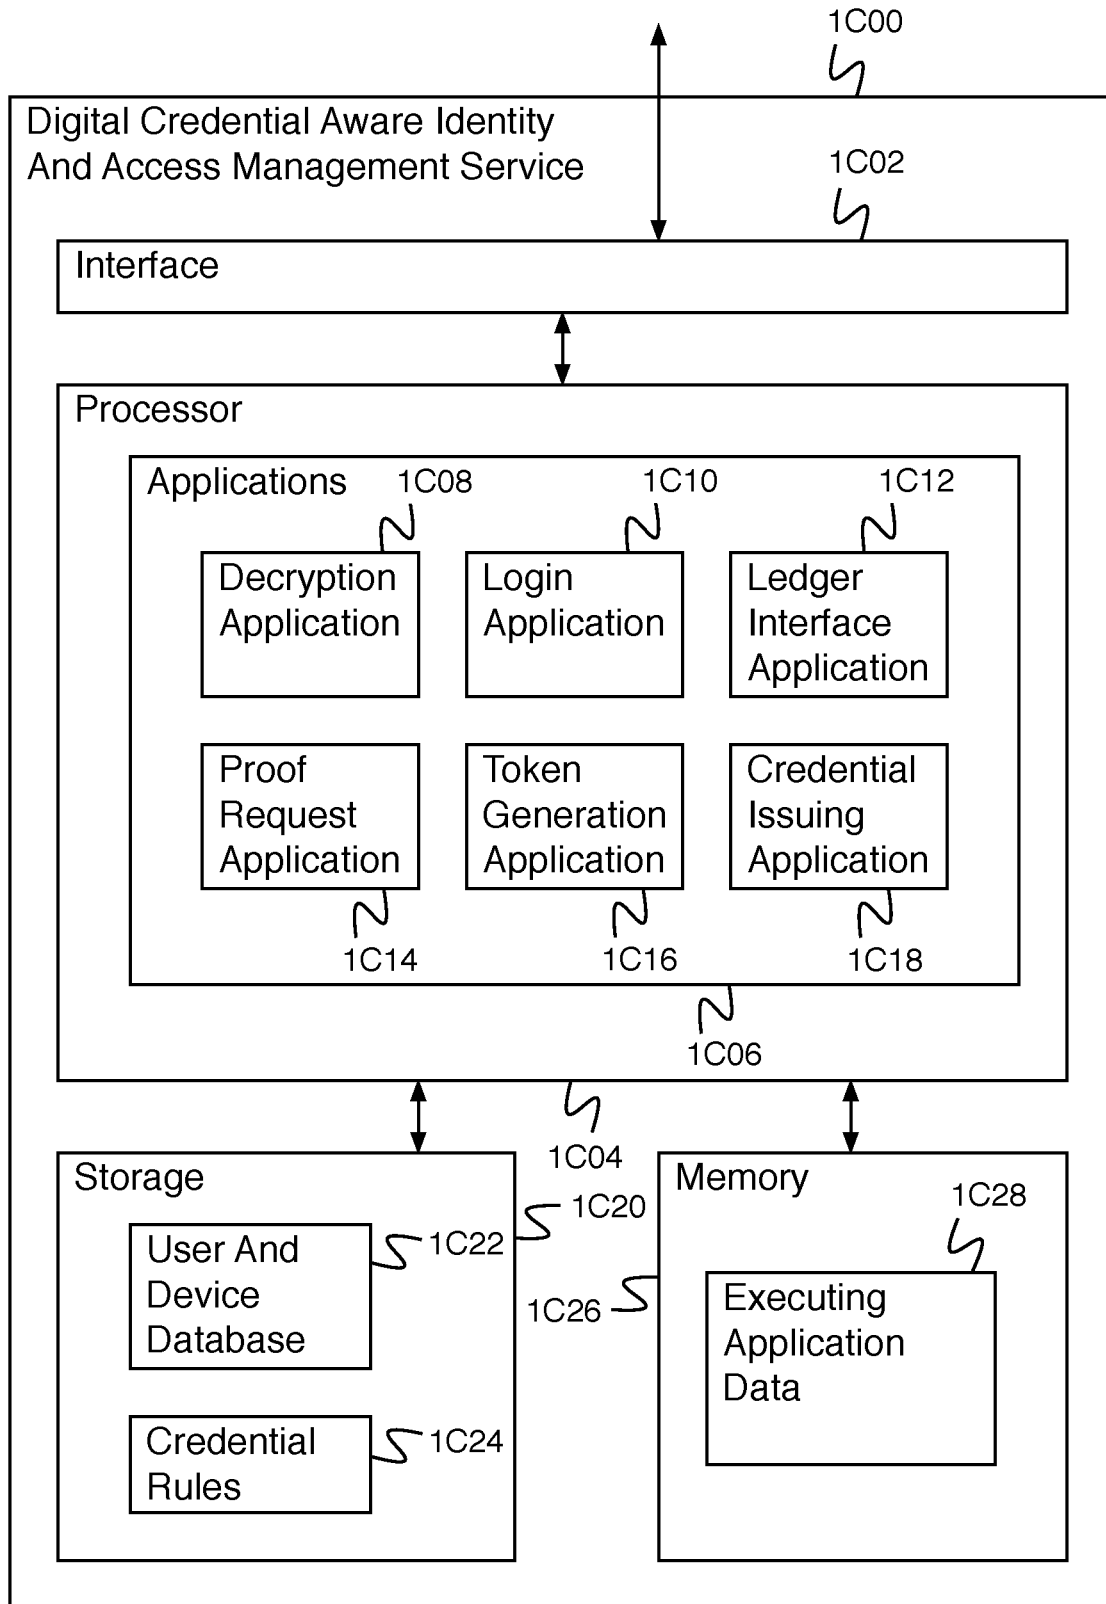 1C00
Digital Credential Aware Identity
And Access Management Service
1C02
Interface
Processor
Applications
1C08
1C10
1C12
Decryption
Application
Login
Application
Ledger
Interface
Application
Proof
Request
Application
Token
Generation
Application
Credential
Issuing
Application
1C14
1C16
1C18
1C06
1C04
Storage
1C20
User And
Device
Database
1C22
Credential
Rules
1C24
Memory
1C28
1C26
Executing
Application
Data